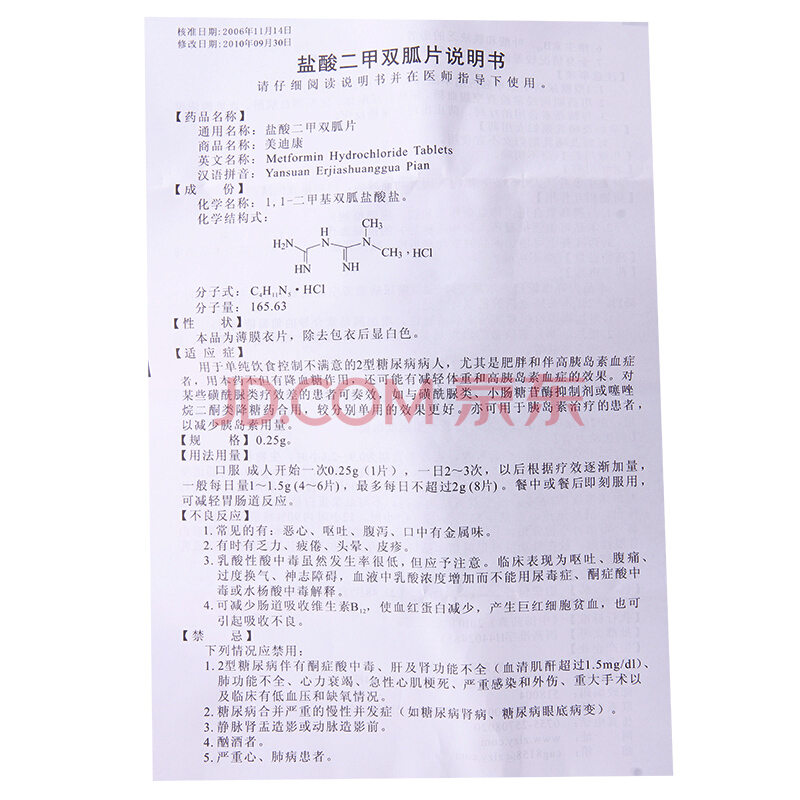 核准日期:2006年11月14日
修改日期:2010年09月30日
盐酸二甲双胍片说明书
请仔细阅读说明书并在医师指导下使用。
【药品名称】
通用名称：盐酸二甲双胍片
商品名称：美迪康
英文名称：Metformin Hydrochloride Tablets
汉语拼音：Yansuan Erjiashuanggua Pian
【成 份】
化学名称：1,1-二甲基双胍盐酸盐。
化学结构式：
H₂N NH H N NH N CH₃ CH₃ , HCl
分子式：C₄H₁₁N₅·HCl
分子量：165.63
【性 状】
本品为薄膜衣片，除去包衣后显白色。
【适应症】
用于单纯饮食控制不满意的2型糖尿病病人，尤其是肥胖和伴高胰岛素血症
者，用本药不但有降血糖作用，还可能有减轻体重和高胰岛素血症的效果。对
某些磺酰脲类疗效差的患者可奏效，如与磺酰脲类、小肠糖苷酶抑制剂或噻唑
烷二酮类降糖药合用，较分别单用的效果更好。亦可用于胰岛素治疗的患者，
以减少胰岛素用量。
JD.COM 京东
【规 格】0.25g。
【用法用量】
口服 成人开始一次0.25g（1片），一日2～3次，以后根据疗效逐渐加量，
一般每日量1～1.5g(4～6片)，最多每日不超过2g(8片)。餐中或餐后即刻服用，
可减轻胃肠道反应。
【不良反应】
1.常见的有：恶心、呕吐、腹泻、口中有金属味。
2.有时有乏力、疲倦、头晕、皮疹。
3.乳酸性酸中毒虽然发生率很低,但应予注意。临床表现为呕吐、腹痛、
过度换气、神志障碍，血液中乳酸浓度增加而不能用尿毒症、酮症酸中
毒或水杨酸中毒解释。
4.可减少肠道吸收维生素B₁₂，使血红蛋白减少，产生巨红细胞贫血，也可
引起吸收不良。
【禁 忌】
下列情况应禁用：
1.2型糖尿病伴有酮症酸中毒、肝及肾功能不全（血清肌酐超过1.5mg/dl）、
肺功能不全、心力衰竭、急性心肌梗死、严重感染和外伤、重大手术以
及临床有低血压和缺氧情况。
2.糖尿病合并严重的慢性并发症（如糖尿病肾病、糖尿病眼底病变）。
3.静脉肾盂造影或动脉造影前。
4.酗酒者。
5.严重心、肺病患者。